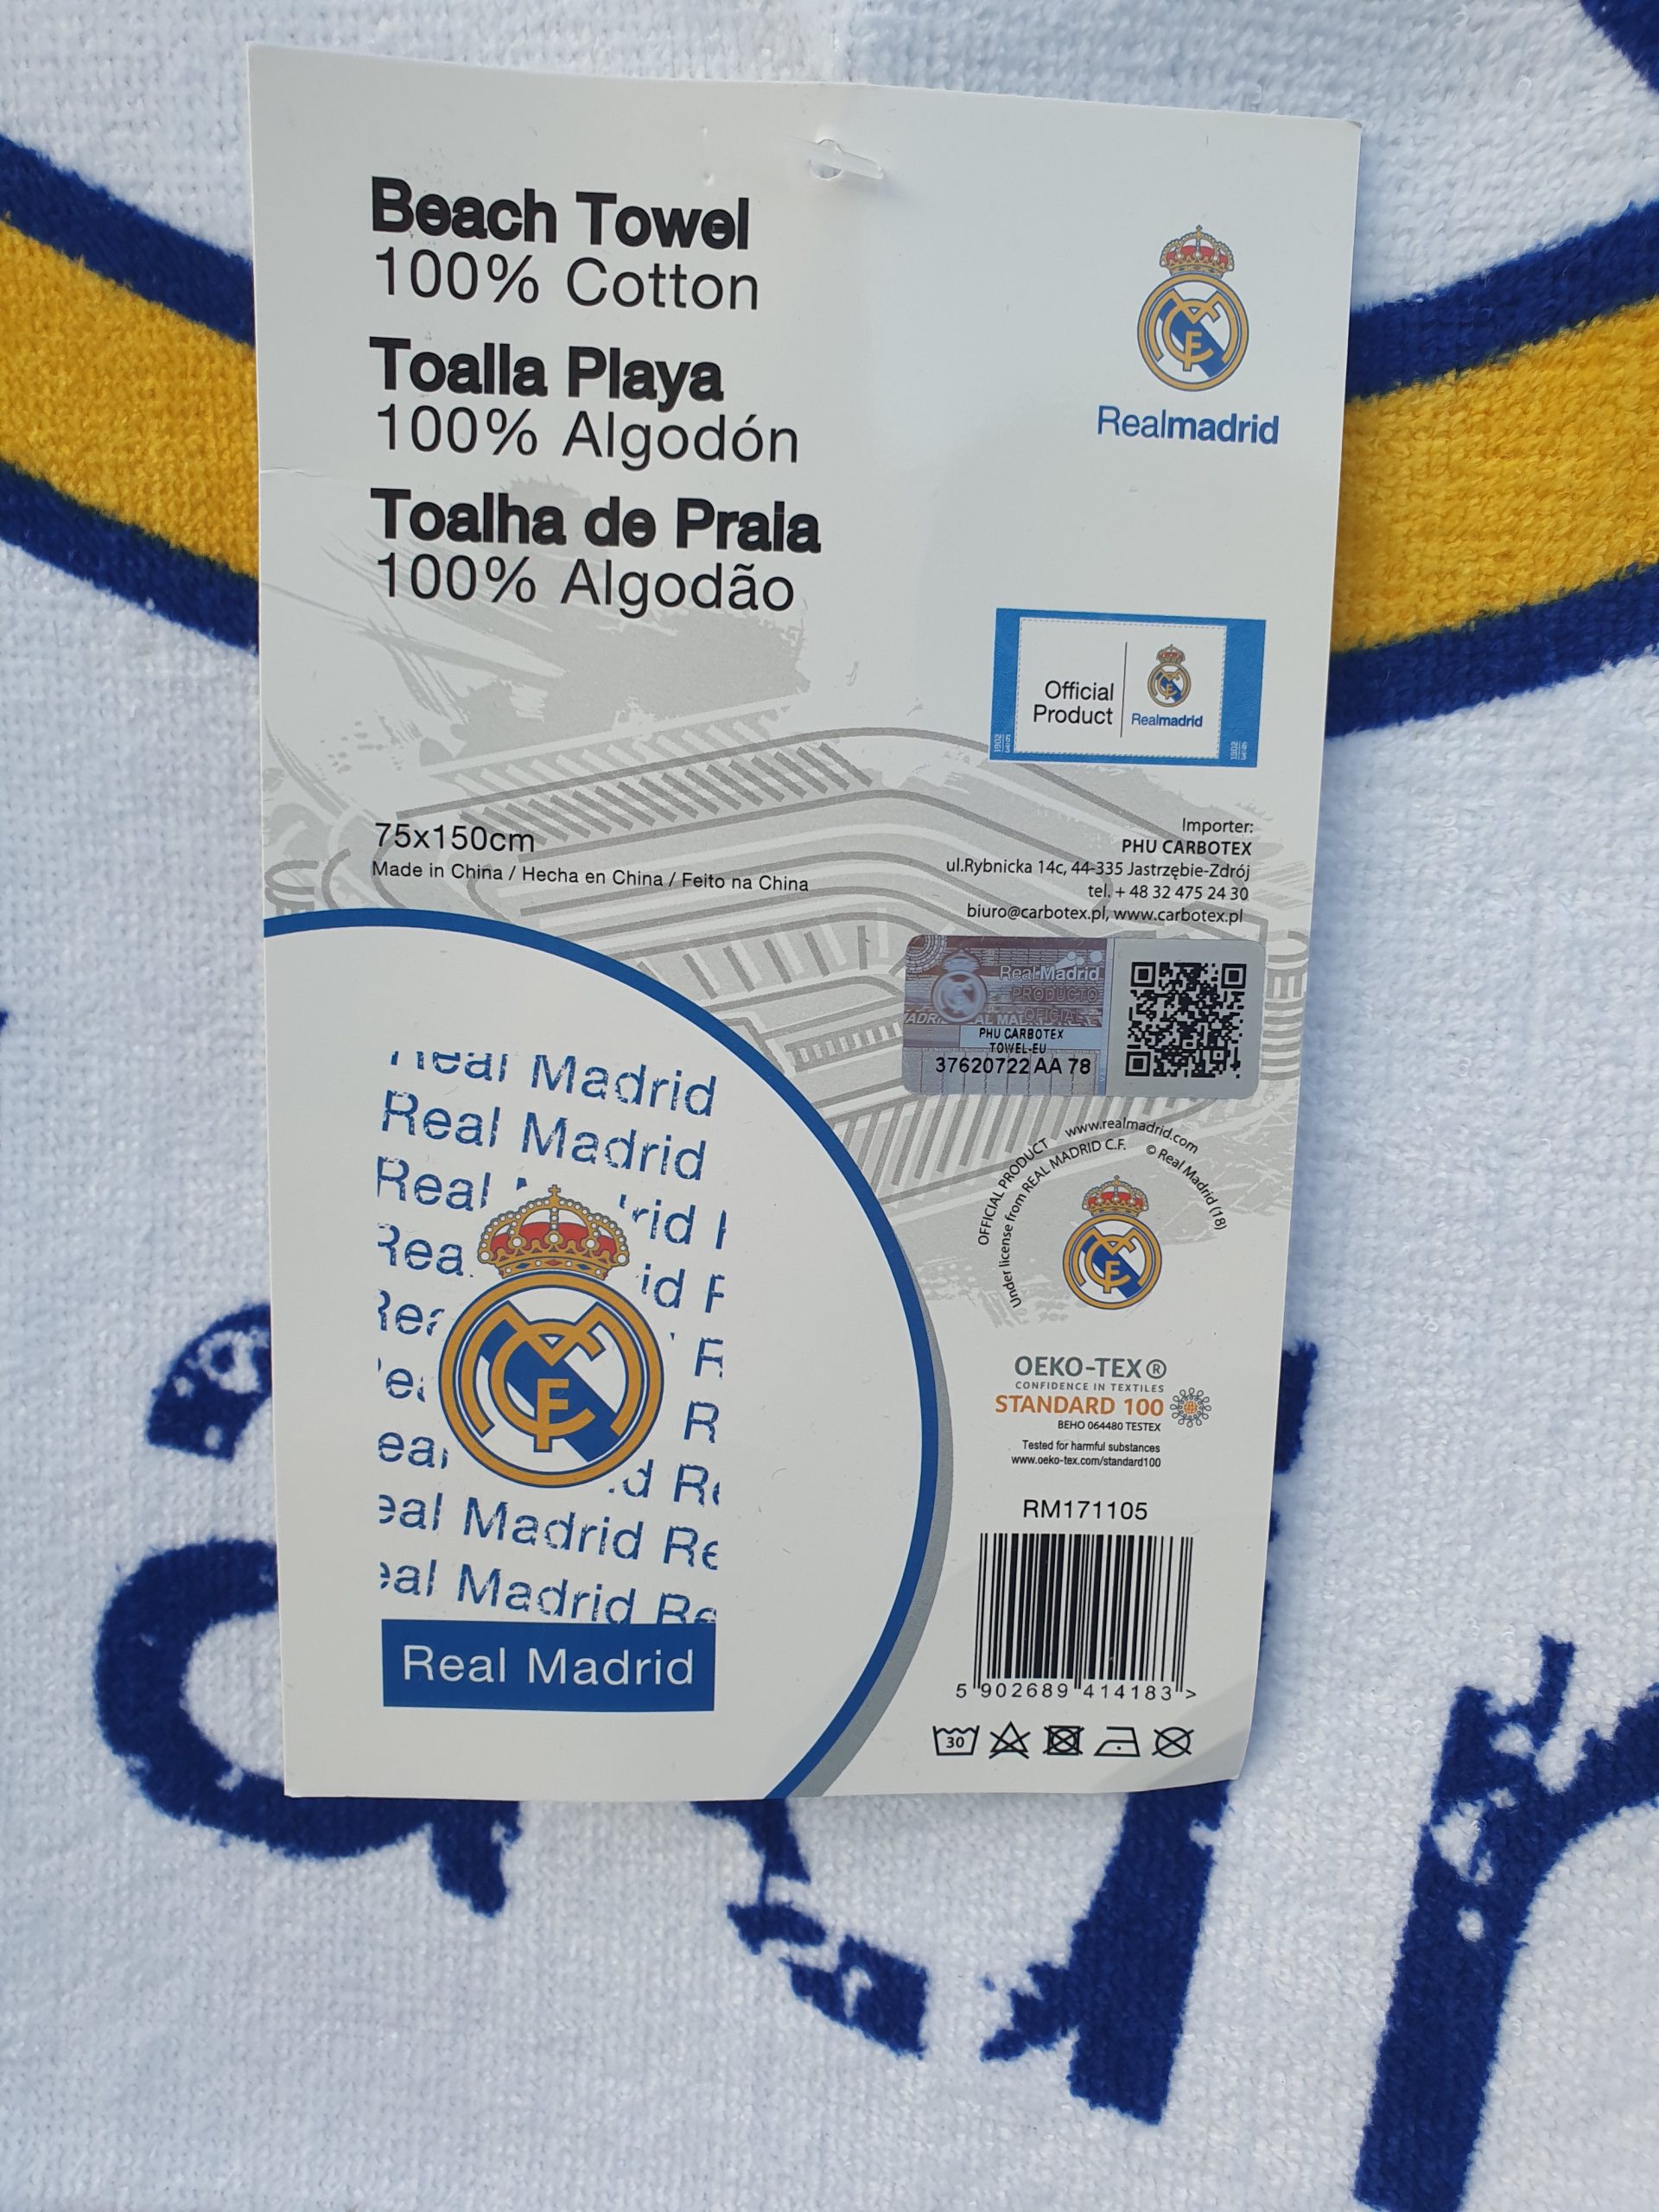 Beach Towel
100% Cotton
Toalla Playa
100% Algodón
Toalha de Praia
100% Algodão
Realmadrid
Official
Product
Realmadrid
75x150cm
Made in China / Hecha en China / Feito na China
Importer:
PHU CARBOTEX
ul.Rybnicka 14c, 44-335 Jastrzębie-Zdrój
tel. + 48 32 475 24 30
biuro@carbotex.pl, www.carbotex.pl
Real Madrid
PRODUCTO
OFICIAL
PHU CARBOTEX
TOWEL-EU
37620722 AA 78
OFFICIAL PRODUCT www.realmadrid.com
Under license from REAL MADRID C.F. © Real Madrid (18)
Real Madrid
Real Madrid
Real Madrid Re
eal Madrid Re
Real Madrid
OEKO-TEX®
CONFIDENCE IN TEXTILES
STANDARD 100
BEHO 064480 TESTEX
Tested for harmful substances
www.oeko-tex.com/standard100
RM171105
5 902689 414183 >
30